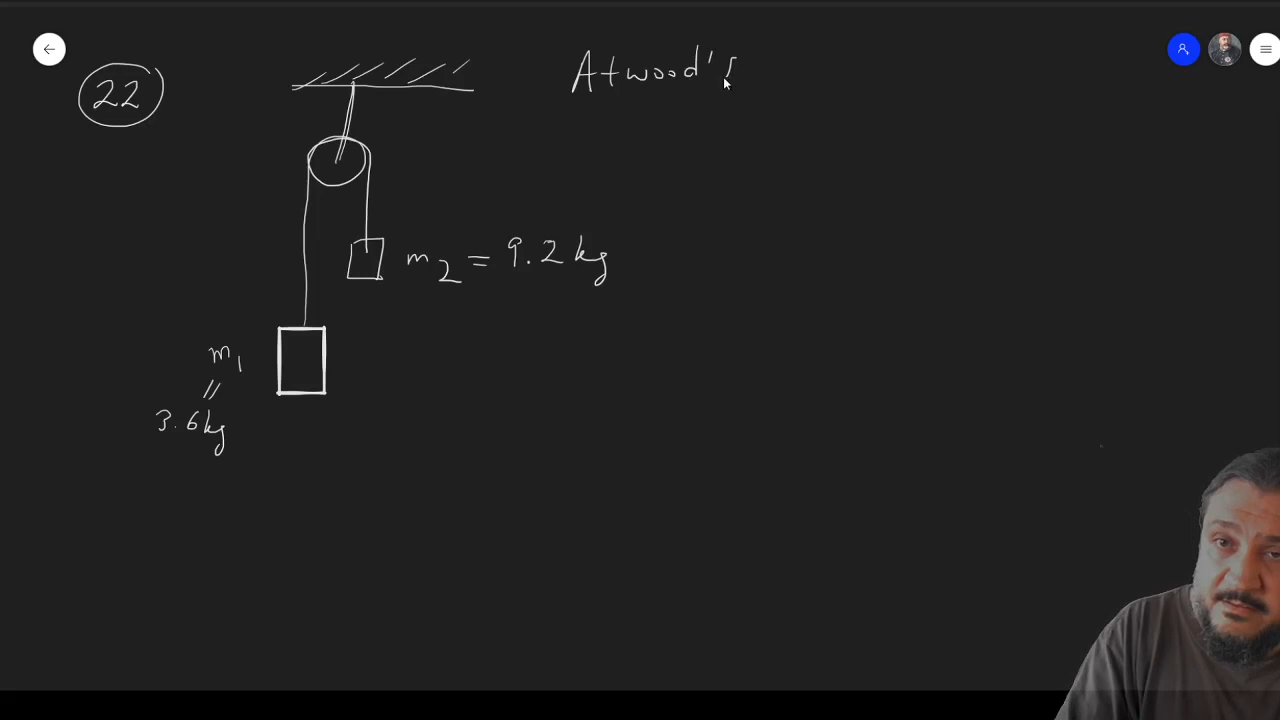 22
Atwood's
m2 = 9.2 kg
m1
//
3.6 kg